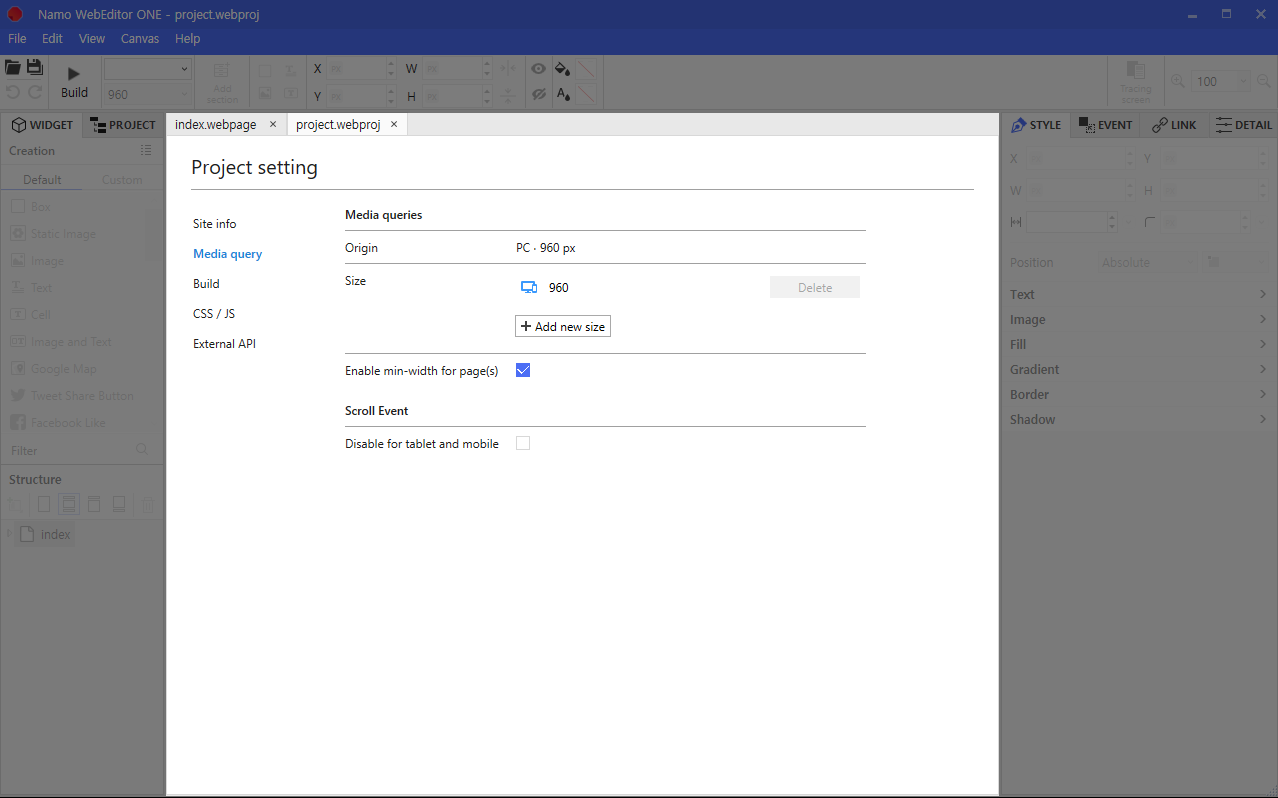 Namo WebEditor ONE - project.webproj
File Edit View Canvas Help
Build
960
Add section
X
Y
W
H
Tracing screen
100
WIDGET PROJECT
index.webpage × project.webproj ×
STYLE EVENT LINK DETAIL
Creation
Default Custom
Box
Static Image
Image
Text
Cell
Image and Text
Google Map
Tweet Share Button
Facebook Like
Filter
Structure
index
Project setting
Site info
Media query
Build
CSS / JS
External API
Media queries
Origin PC · 960 px
Size 960 Delete
+ Add new size
Enable min-width for page(s)
Scroll Event
Disable for tablet and mobile
X Y
W H
Position Absolute
Text
Image
Fill
Gradient
Border
Shadow